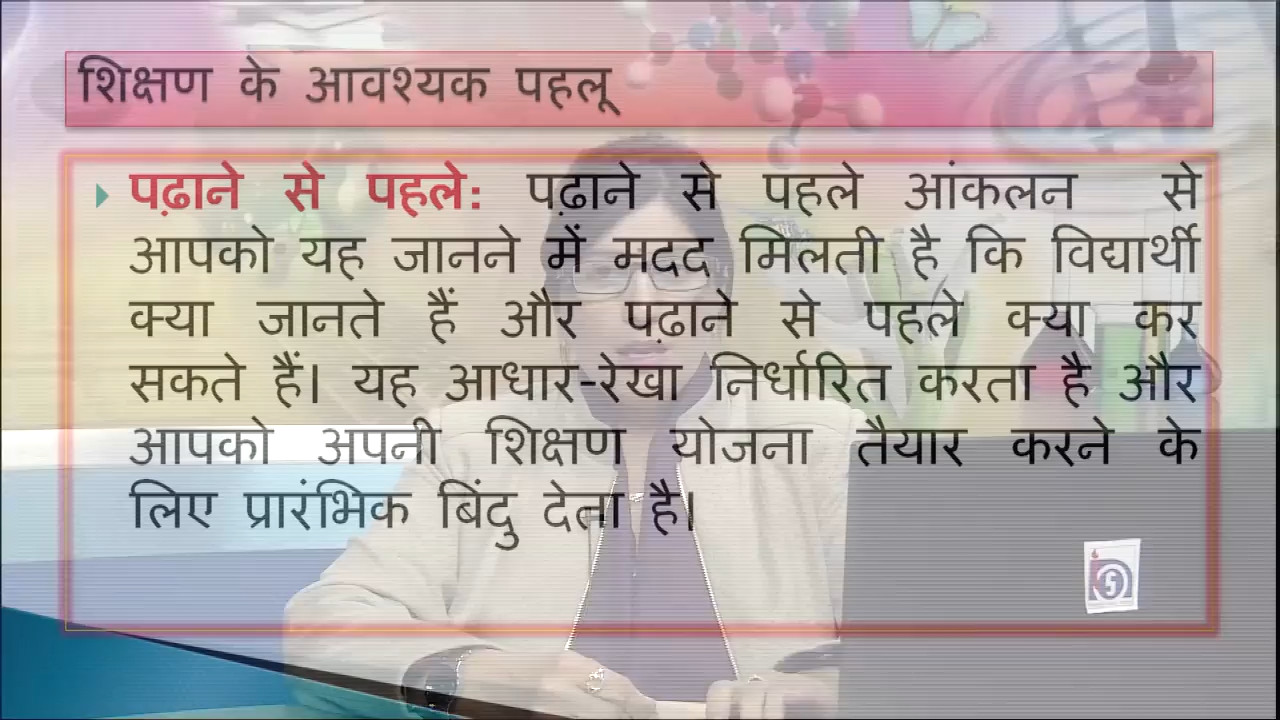 शिक्षण के आवश्यक पहलू
पढ़ाने से पहले: पढ़ाने से पहले आंकलन से
आपको यह जानने में मदद मिलती है कि विद्यार्थी
क्या जानते हैं और पढ़ाने से पहले क्या कर
सकते हैं। यह आधार-रेखा निर्धारित करता है और
आपको अपनी शिक्षण योजना तैयार करने के
लिए प्रारंभिक बिंदु देता है।